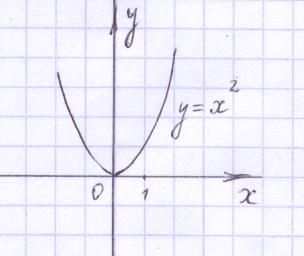 y
y = x²
0 1 x